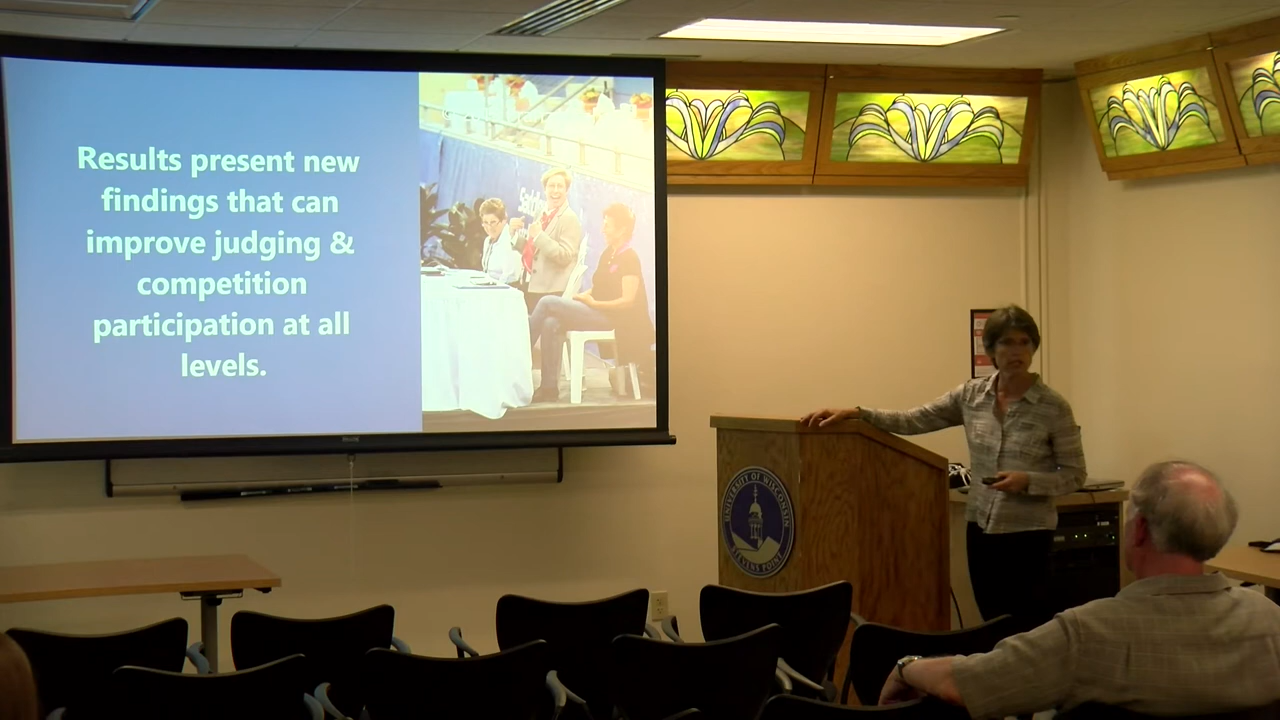 Results present new
findings that can
improve judging &
competition
participation at all
levels.
UNIVERSITY OF WISCONSIN
STEVENS POINT